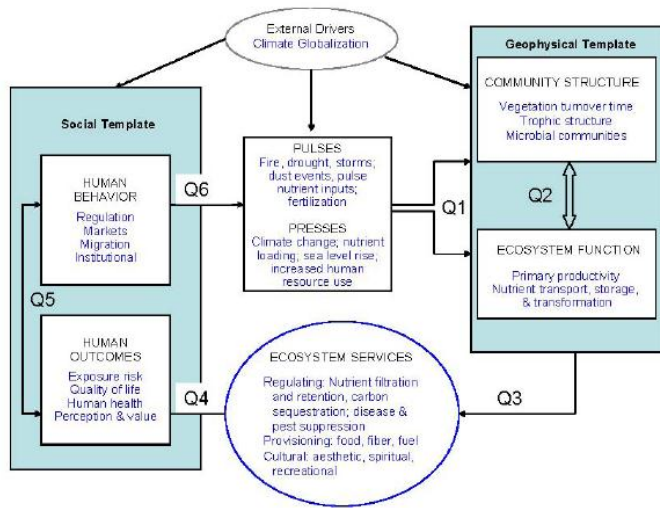 External Drivers
Climate Globalization
Geophysical Template
COMMUNITY STRUCTURE
Vegetation turnover time
Trophic structure
Microbial communities
Social Template
PULSES
Fire, drought, storms;
dust events, pulse
nutrient inputs;
fertilization
PRESSES
Climate change; nutrient
loading; sea level rise;
increased human
resource use
HUMAN
BEHAVIOR
Regulation
Markets
Migration
Institutional
Q6
Q1
Q2
ECOSYSTEM FUNCTION
Primary productivity
Nutrient transport, storage,
& transformation
Q5
HUMAN
OUTCOMES
Exposure risk
Quality of life
Human health
Perception & value
Q4
ECOSYSTEM SERVICES
Regulating: Nutrient filtration
and retention, carbon
sequestration; disease &
pest suppression
Provisioning: food, fiber, fuel
Cultural: aesthetic, spiritual,
recreational
Q3